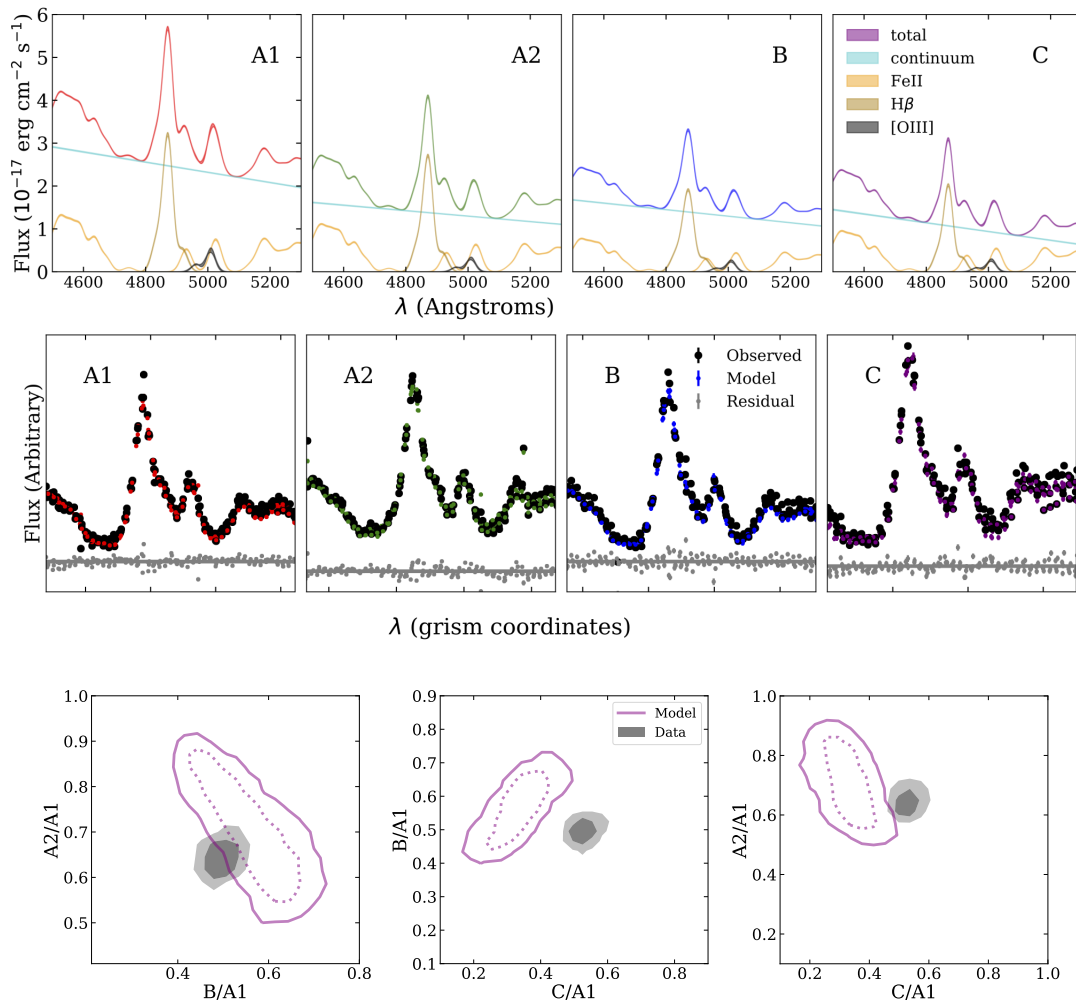 6
5
4
3
2
1
0
Flux (10⁻¹⁷ erg cm⁻² s⁻¹)
A1
A2
B
C
total
continuum
FeII
Hβ
[OIII]
4600 4800 5000 5200
4600 4800 5000 5200
4600 4800 5000 5200
4600 4800 5000 5200
λ (Angstroms)
Flux (Arbitrary)
A1
A2
B
Observed
Model
Residual
C
λ (grism coordinates)
1.0
0.9
0.8
0.7
0.6
0.5
A2/A1
0.4 0.6 0.8
B/A1
0.9
0.8
0.7
0.6
0.5
0.4
0.3
0.2
0.1
B/A1
Model
Data
0.2 0.4 0.6 0.8
C/A1
1.0
0.8
0.6
0.4
0.2
A2/A1
0.2 0.4 0.6 0.8 1.0
C/A1